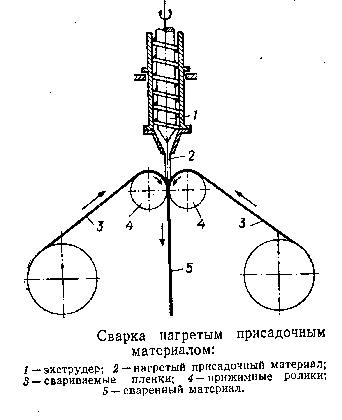 1
2
3
4
4
3
5
Сварка нагретым присадочным
материалом:
1 — экструдер; 2 — нагретый присадочный материал;
3 — свариваемые пленки; 4 — прижимные ролики;
5 — сваренный материал.